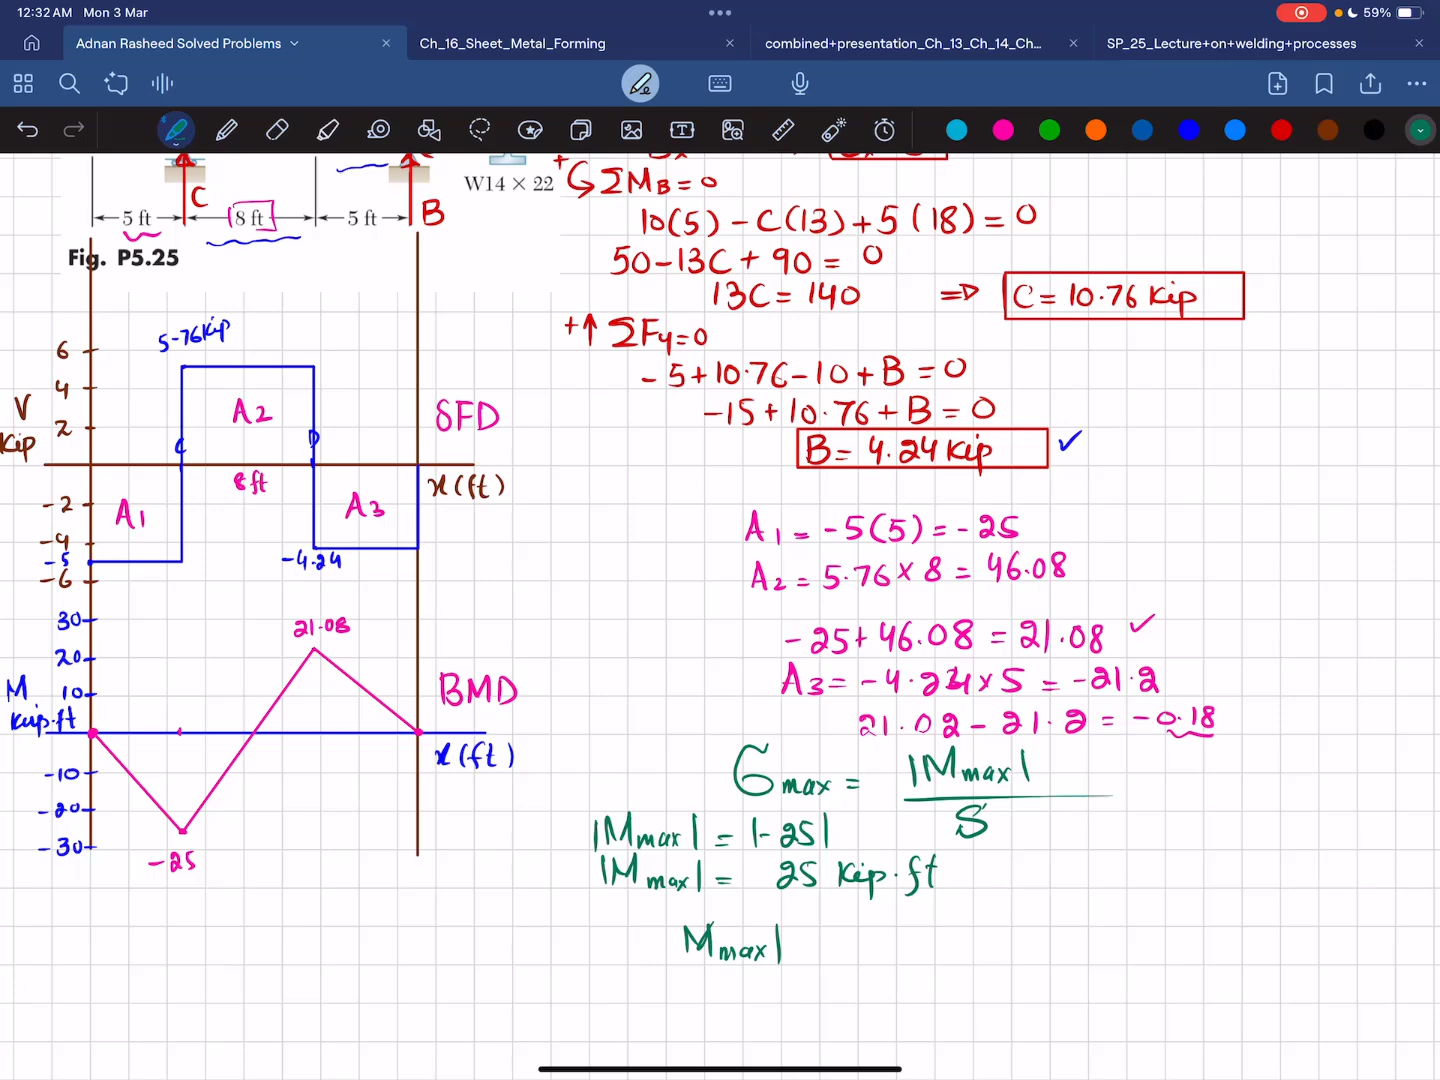 12:32 AM Mon 3 Mar
59%
Adnan Rasheed Solved Problems
Ch_16_Sheet_Metal_Forming
combined+presentation_Ch_13_Ch_14_Ch...
SP_25_Lecture+on+welding+processes
C
B
W14 × 22
5 ft
8 ft
5 ft
Fig. P5.25
+↺ ΣM_B = 0
10(5) - C(13) + 5(18) = 0
50 - 13C + 90 = 0
13C = 140 ⇒ C = 10.76 Kip
+↑ ΣFy = 0
-5 + 10.76 - 10 + B = 0
-15 + 10.76 + B = 0
B = 4.24 Kip ✓
5-76 Kip
6
4
2
-2
-4
-5
-6
V
Kip
A1
A2
A3
C
D
8 ft
-4.24
SFD
x(ft)
A1 = -5(5) = -25
A2 = 5.76 × 8 = 46.08
-25 + 46.08 = 21.08 ✓
A3 = -4.24 × 5 = -21.2
21.02 - 21.2 = -0.18
30
20
10
-10
-20
-30
M
Kip.ft
21.08
-25
BMD
x(ft)
σmax = |Mmax| / S
|Mmax| = |-25|
|Mmax| = 25 Kip.ft
Mmax|